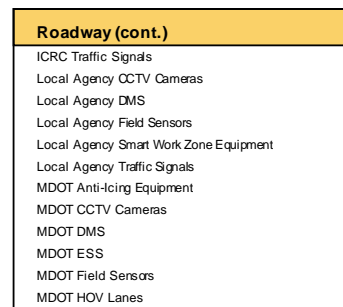 Roadway (cont.)
ICRC Traffic Signals
Local Agency CCTV Cameras
Local Agency DMS
Local Agency Field Sensors
Local Agency Smart Work Zone Equipment
Local Agency Traffic Signals
MDOT Anti-Icing Equipment
MDOT CCTV Cameras
MDOT DMS
MDOT ESS
MDOT Field Sensors
MDOT HOV Lanes